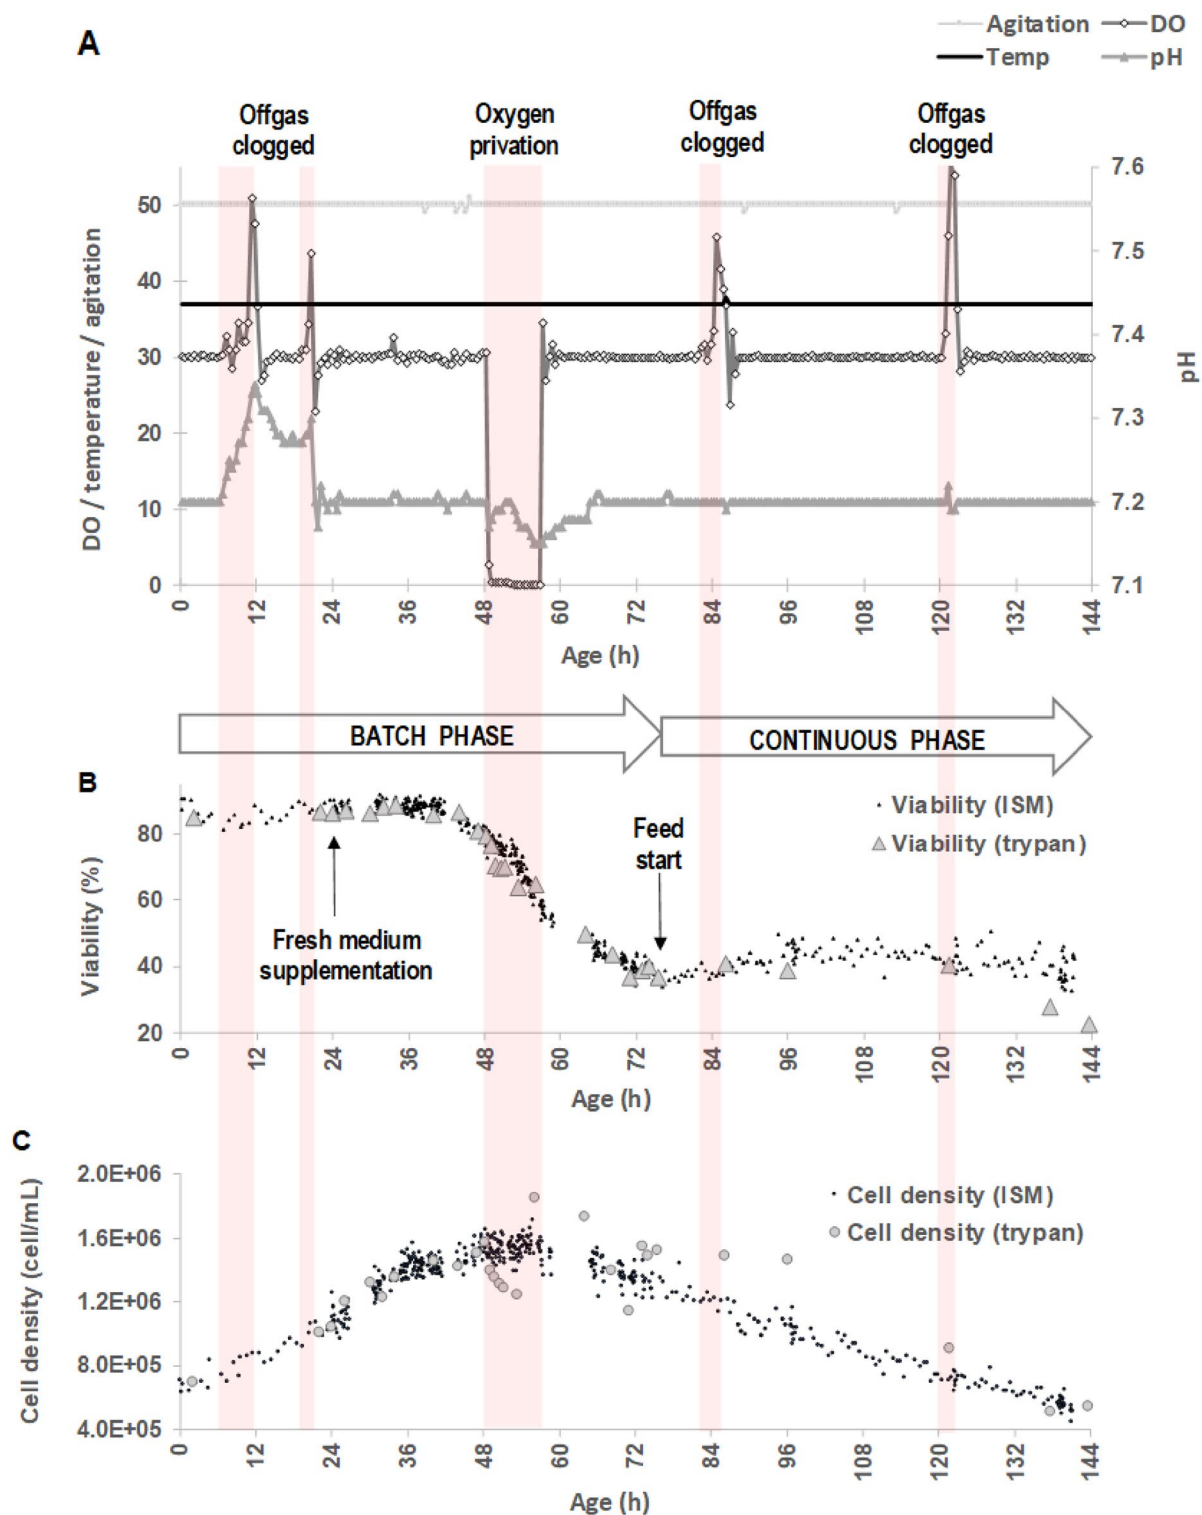 A
Agitation DO
Temp pH
Offgas
clogged
Oxygen
privation
Offgas
clogged
Offgas
clogged
50
40
30
20
10
0
DO / temperature / agitation
7.6
7.5
7.4
7.3
7.2
7.1
pH
0 12 24 36 48 60 72 84 96 108 120 132 144
Age (h)
BATCH PHASE
CONTINUOUS PHASE
B
80
60
40
20
Viability (%)
Viability (ISM)
Viability (trypan)
Feed
start
Fresh medium
supplementation
0 12 24 36 48 60 72 84 96 108 120 132 144
Age (h)
C
2.0E+06
1.6E+06
1.2E+06
8.0E+05
4.0E+05
Cell density (cell/mL)
Cell density (ISM)
Cell density (trypan)
0 12 24 36 48 60 72 84 96 108 120 132 144
Age (h)